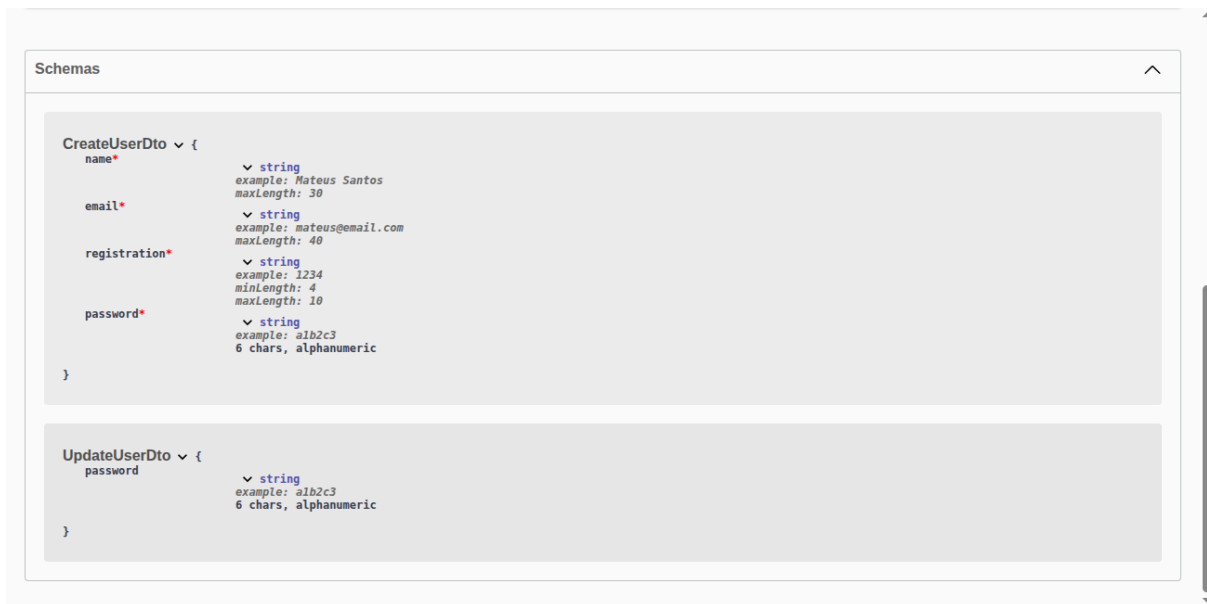 Schemas
CreateUserDto {
name*
string
example: Mateus Santos
maxLength: 30
email*
string
example: mateus@email.com
maxLength: 40
registration*
string
example: 1234
minLength: 4
maxLength: 10
password*
string
example: a1b2c3
6 chars, alphanumeric
}
UpdateUserDto {
password
string
example: a1b2c3
6 chars, alphanumeric
}